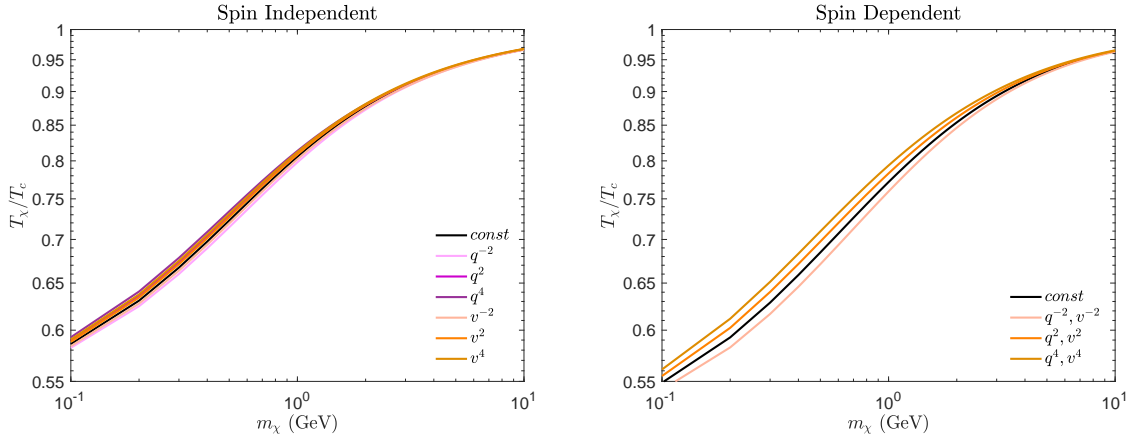 Spin Independent
1
0.95
0.9
0.85
0.8
0.75
0.7
0.65
0.6
0.55
T_χ/T_c
const
q^{-2}
q^2
q^4
v^{-2}
v^2
v^4
10^{-1}
10^0
10^1
m_χ (GeV)
Spin Dependent
1
0.95
0.9
0.85
0.8
0.75
0.7
0.65
0.6
0.55
T_χ/T_c
const
q^{-2}, v^{-2}
q^2, v^2
q^4, v^4
10^{-1}
10^0
10^1
m_χ (GeV)